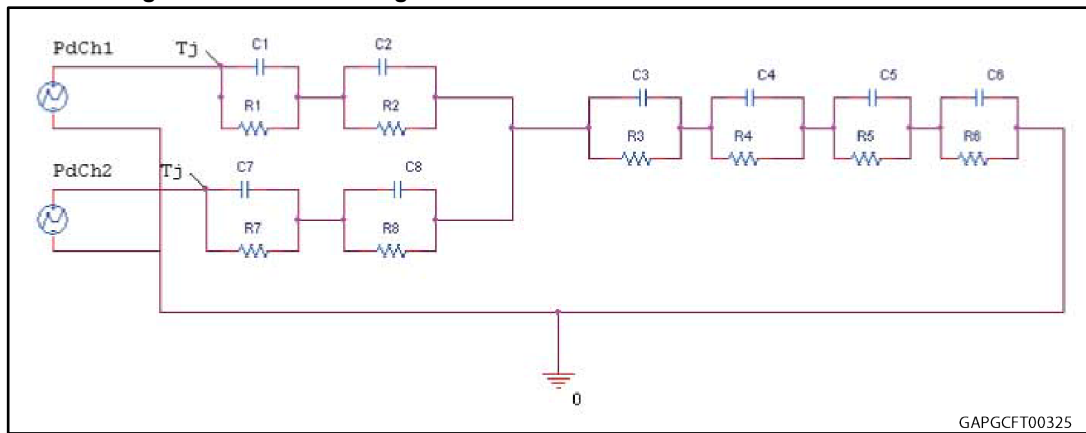 PdCh1
Tj
C1
C2
R1
R2
C3
C4
C5
C6
R3
R4
R5
R6
PdCh2
Tj
C7
C8
R7
R8
0
GAPGCFT00325